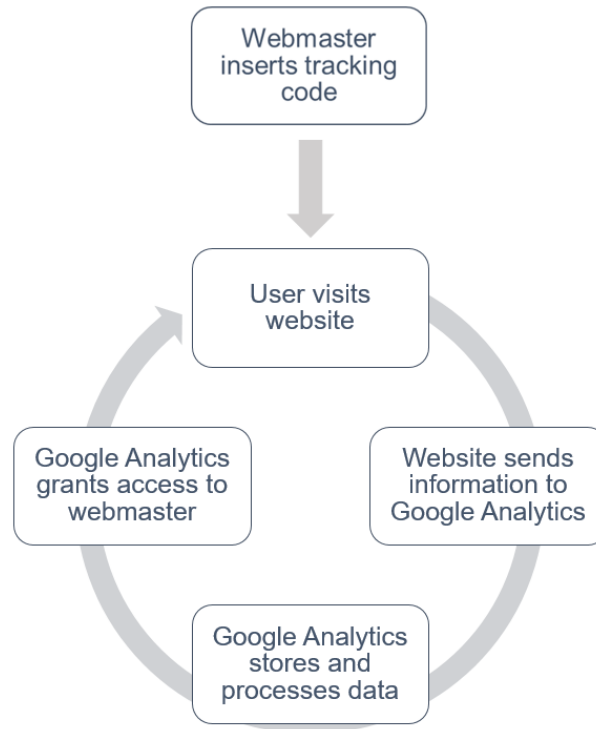 Webmaster
inserts tracking
code
User visits
website
Google Analytics
grants access to
webmaster
Website sends
information to
Google Analytics
Google Analytics
stores and
processes data